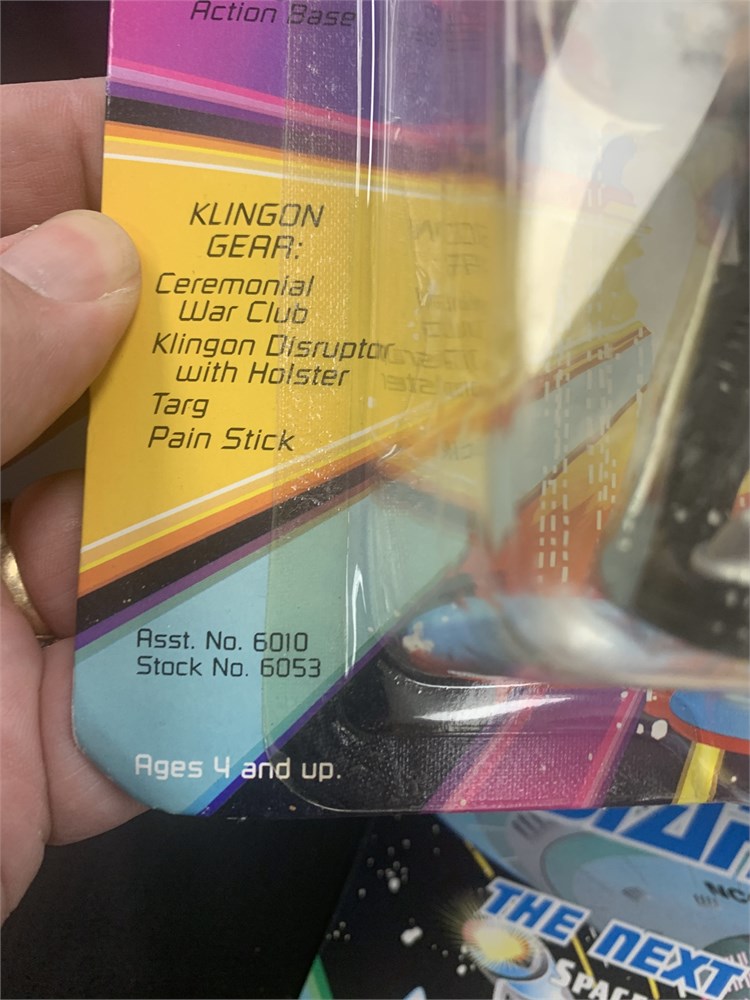 Action Base
KLINGON
GEAR:
Ceremonial
War Club
Klingon Disruptor
with Holster
Targ
Pain Stick
Asst. No. 6010
Stock No. 6053
Ages 4 and up.
THE NEXT